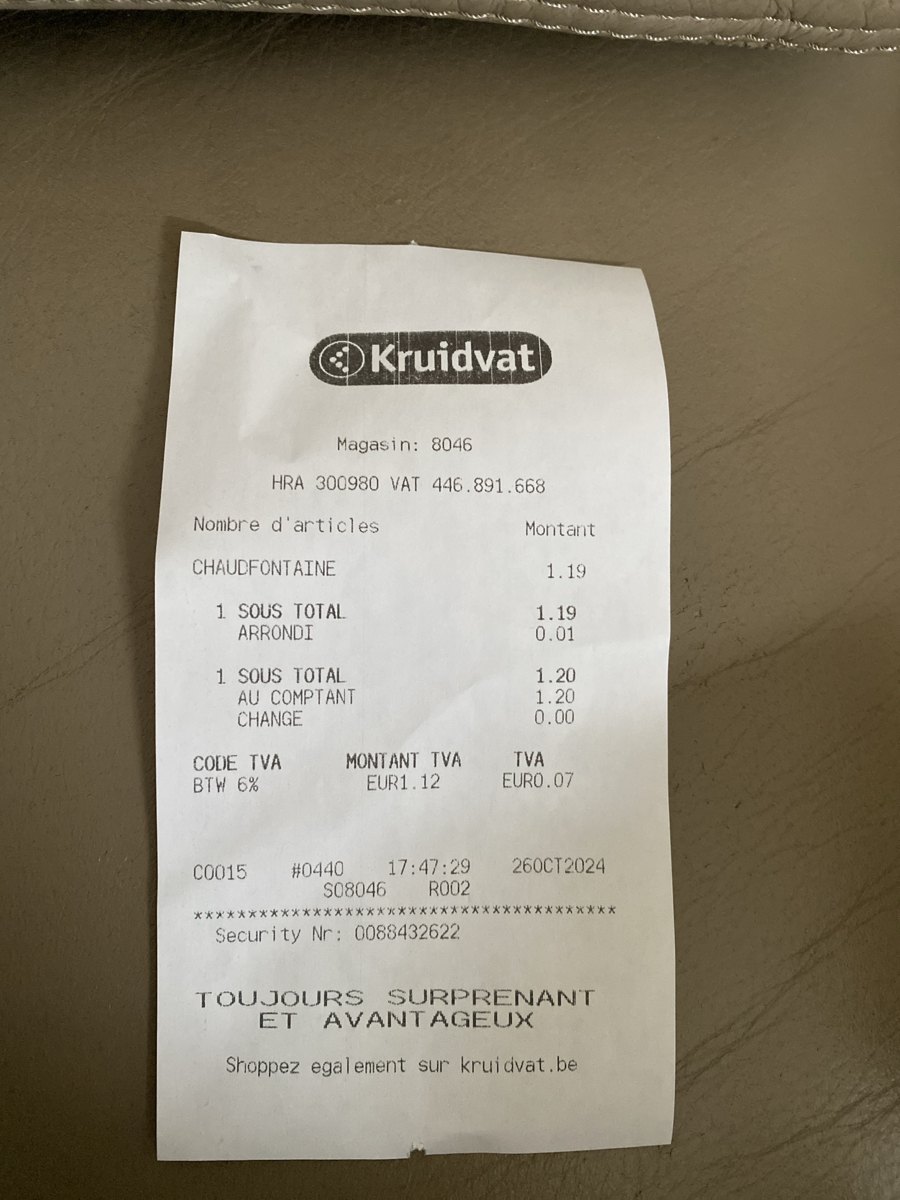 Kruidvat
Magasin: 8046
HRA 300980 VAT 446.891.668
Nombre d'articles Montant
CHAUDFONTAINE 1.19
1 SOUS TOTAL 1.19
ARRONDI 0.01
1 SOUS TOTAL 1.20
AU COMPTANT 1.20
CHANGE 0.00
CODE TVA MONTANT TVA TVA
BTW 6% EUR1.12 EUR0.07
C0015 #0440 17:47:29 26OCT2024
S08046 R002
***************************************
Security Nr: 0088432622
TOUJOURS SURPRENANT
ET AVANTAGEUX
Shoppez egalement sur kruidvat.be